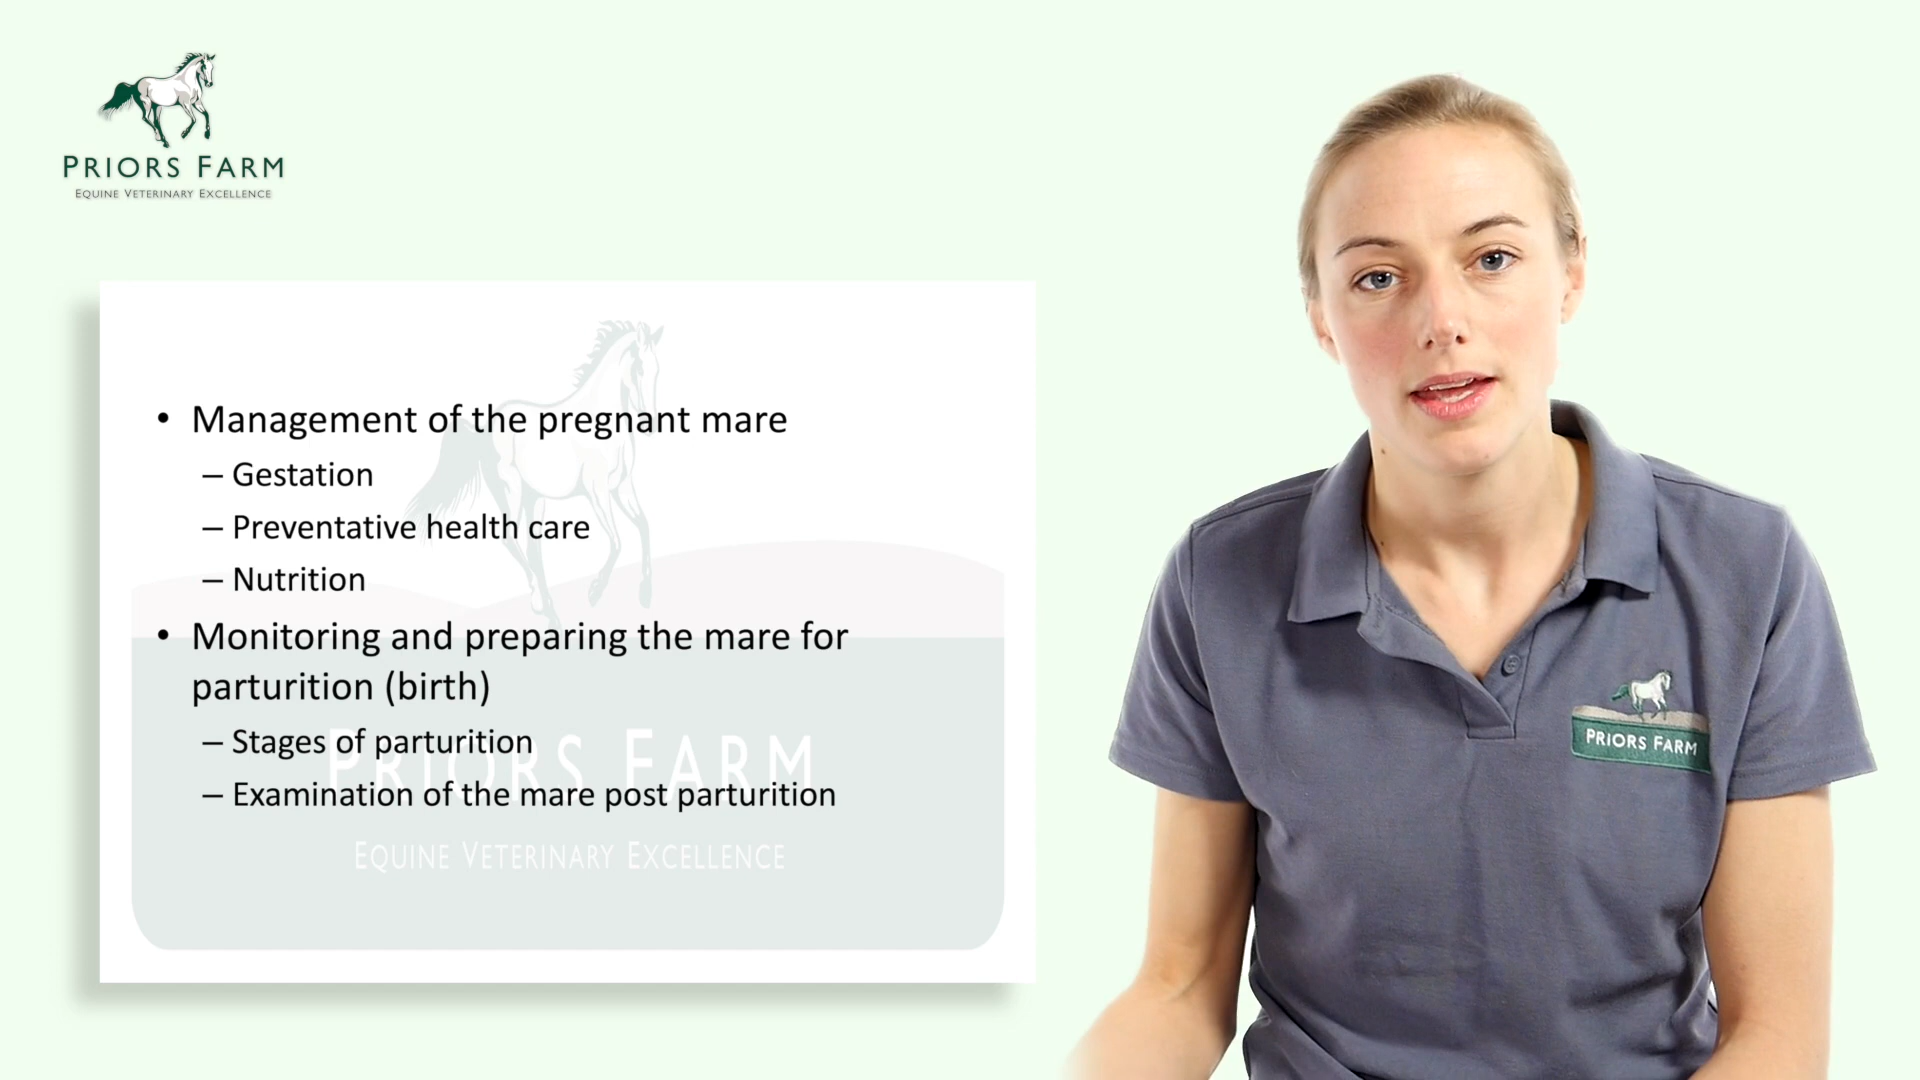 PRIORS FARM
EQUINE VETERINARY EXCELLENCE
• Management of the pregnant mare
– Gestation
– Preventative health care
– Nutrition
• Monitoring and preparing the mare for
parturition (birth)
– Stages of parturition
– Examination of the mare post parturition
PRIORS FARM
EQUINE VETERINARY EXCELLENCE
PRIORS FARM